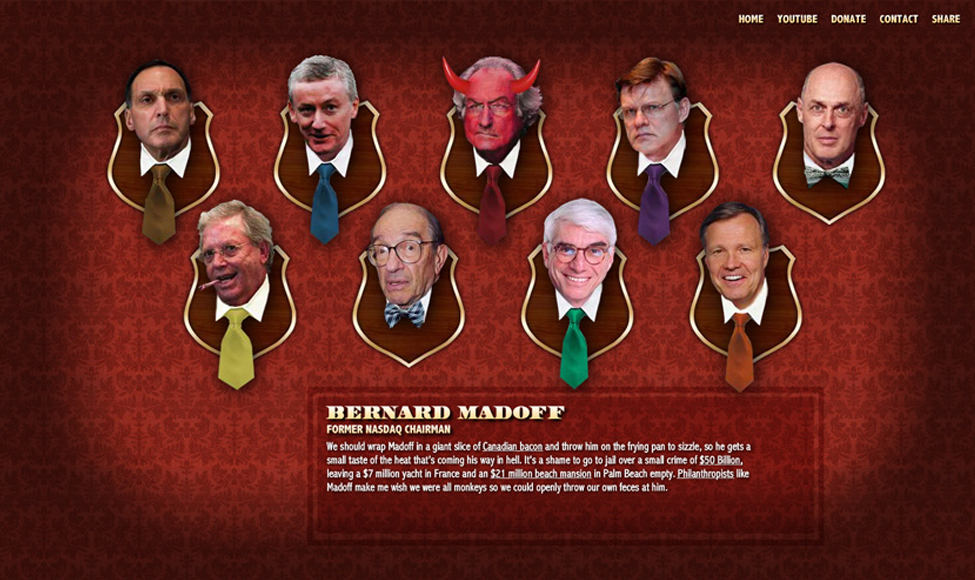 HOME YOUTUBE DONATE CONTACT SHARE
BERNARD MADOFF
FORMER NASDAQ CHAIRMAN
We should wrap Madoff in a giant slice of Canadian bacon and throw him on the frying pan to sizzle, so he gets a
small taste of the heat that's coming his way in hell. It's a shame to go to jail over a small crime of $50 Billion,
leaving a $7 million yacht in France and an $21 million beach mansion in Palm Beach empty. Philanthropists like
Madoff make me wish we were all monkeys so we could openly throw our own feces at him.